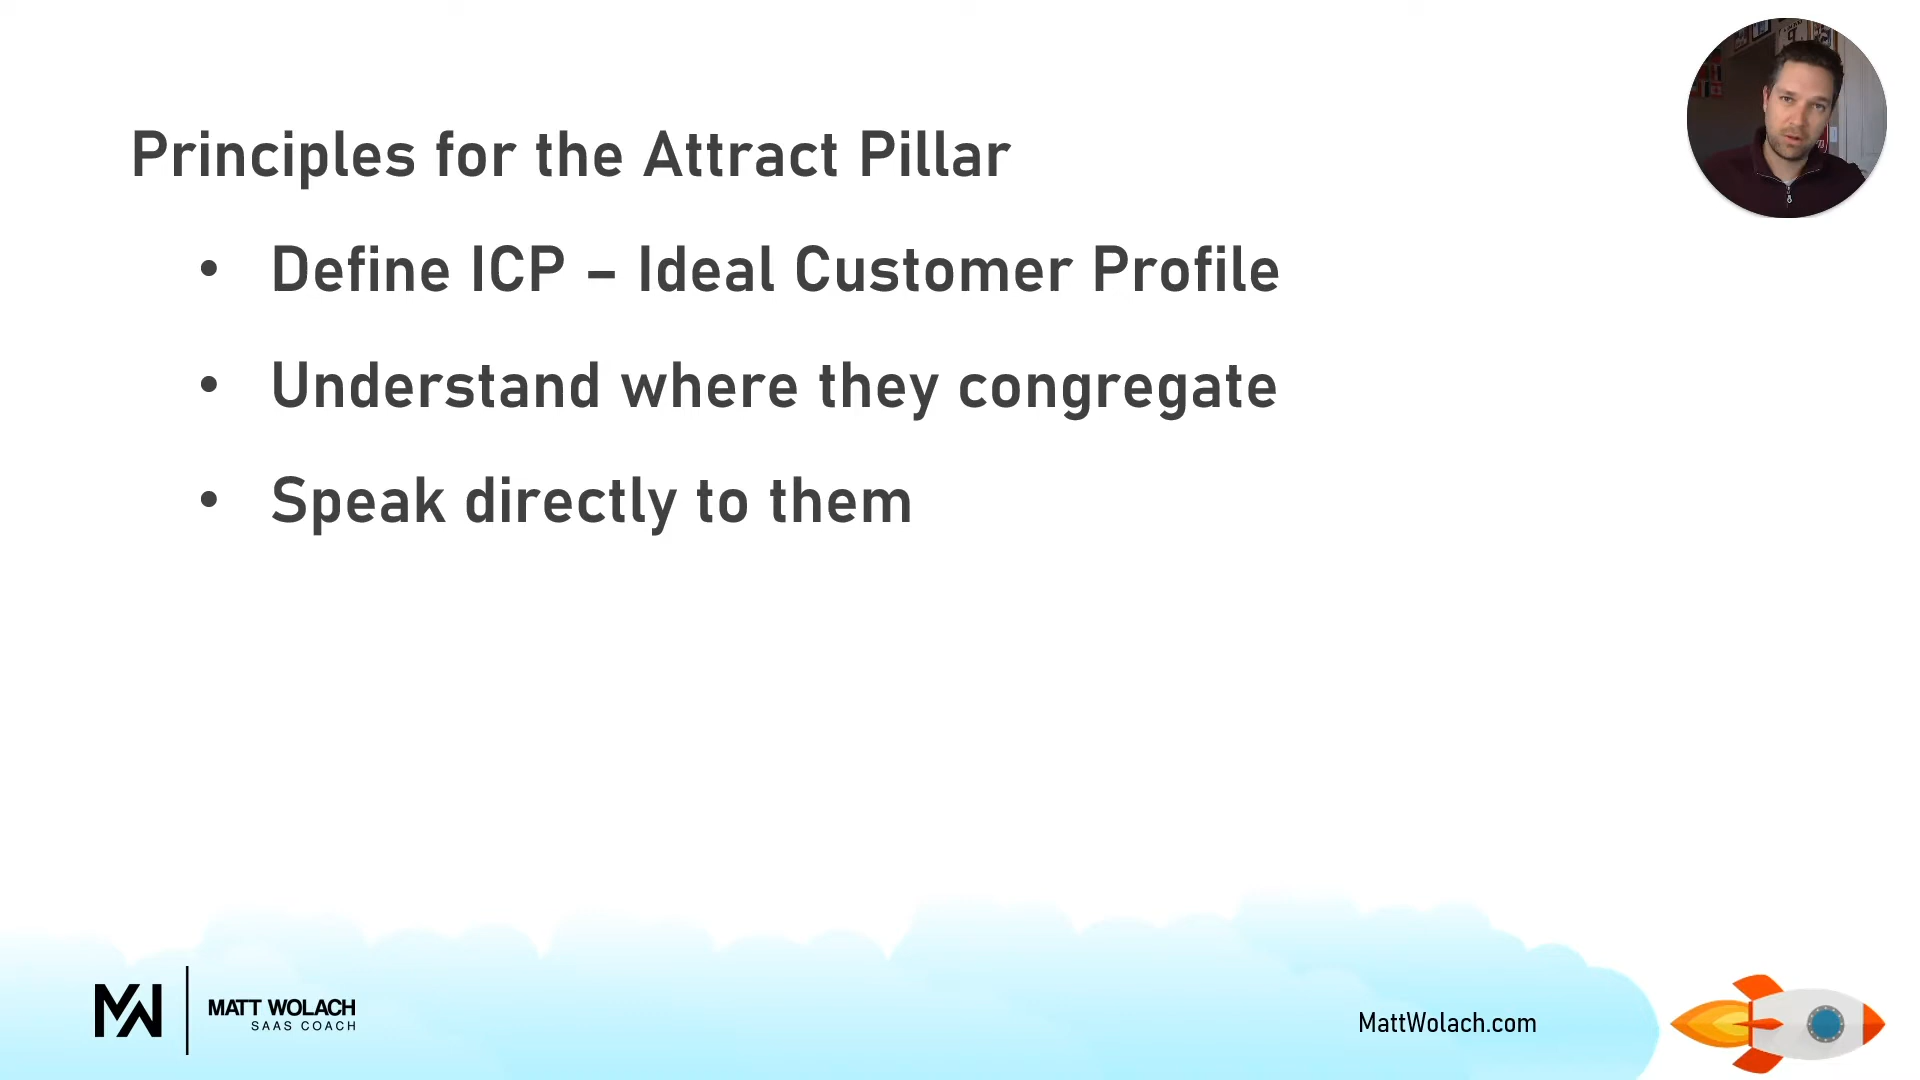 Principles for the Attract Pillar
• Define ICP – Ideal Customer Profile
• Understand where they congregate
• Speak directly to them
MW
MATT WOLACH
SAAS COACH
MattWolach.com